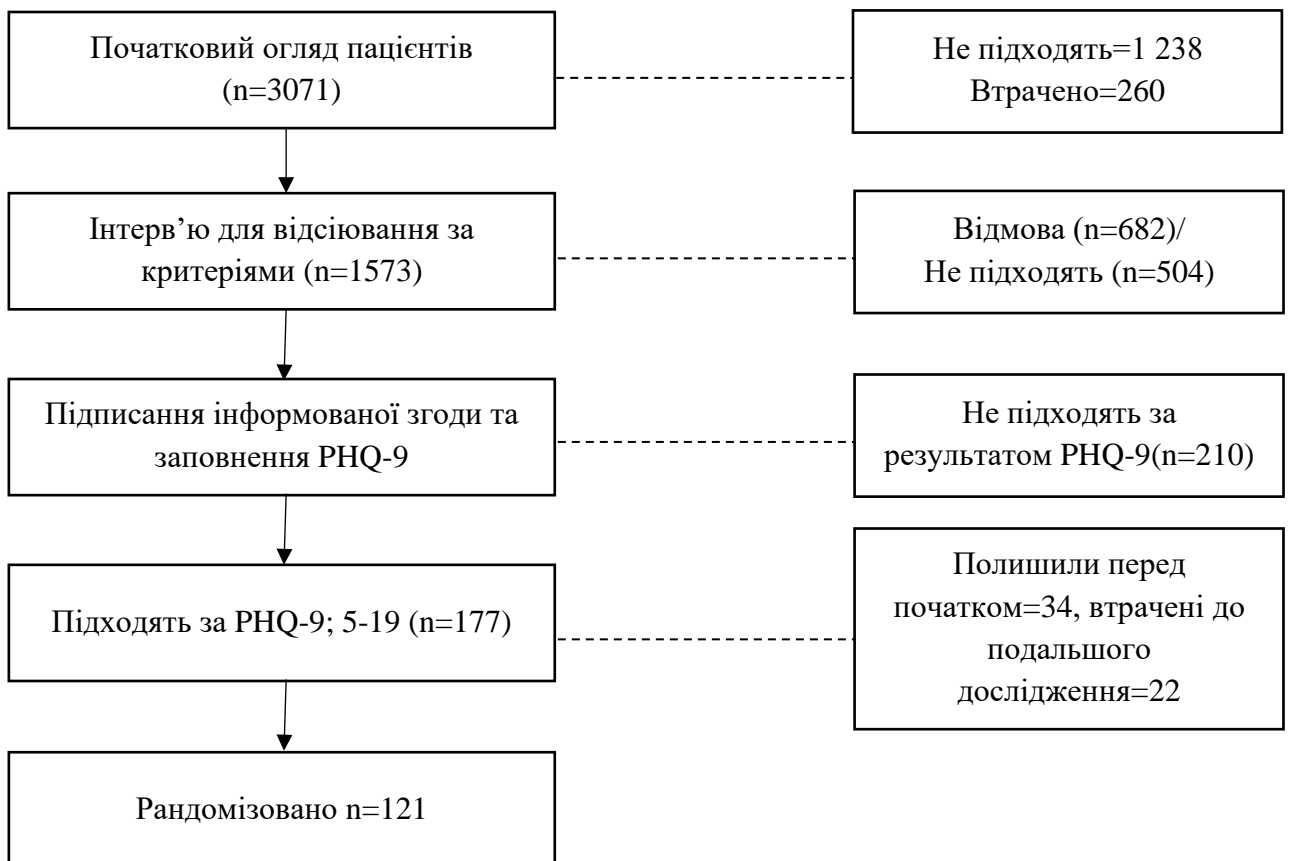 Початковий огляд пацієнтів
(n=3071)
Не підходять=1 238
Втрачено=260
Інтерв’ю для відсіювання за
критеріями (n=1573)
Відмова (n=682)/
Не підходять (n=504)
Підписання інформованої згоди та
заповнення PHQ-9
Не підходять за
результатом PHQ-9(n=210)
Підходять за PHQ-9; 5-19 (n=177)
Полишили перед
початком=34, втрачені до
подальшого
дослідження=22
Рандомізовано n=121